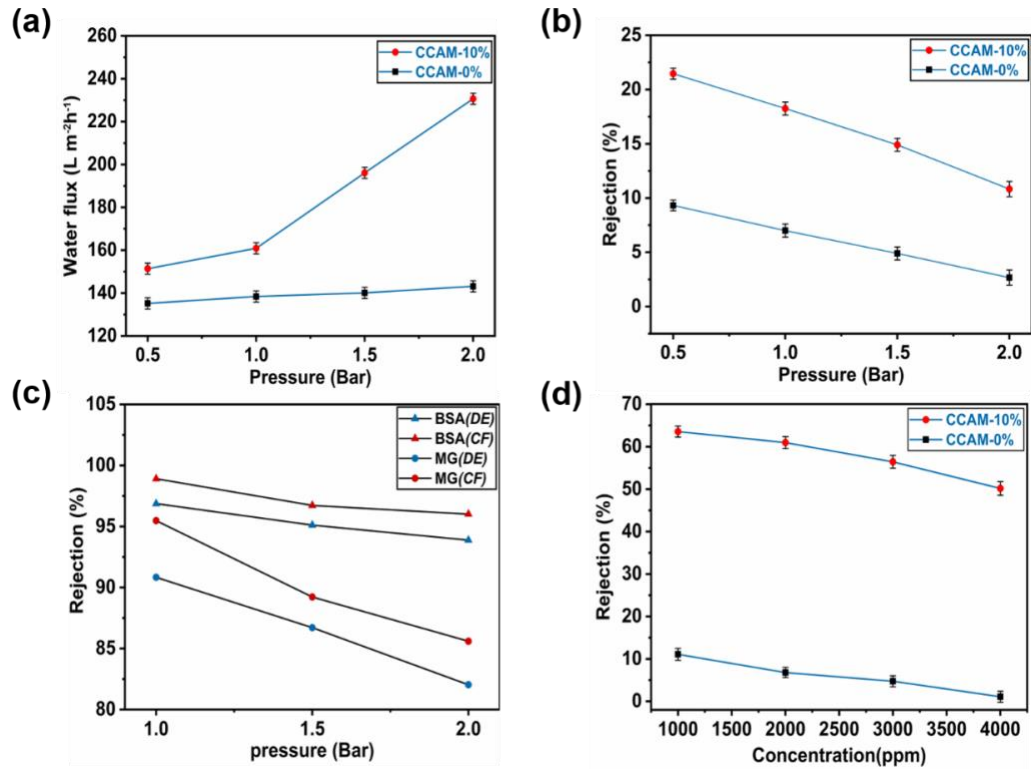 (a)
260
240
220
200
180
160
140
120
Water flux (L m⁻²h⁻¹)
CCAM-10%
CCAM-0%
0.5 1.0 1.5 2.0
Pressure (Bar)
(b)
25
20
15
10
5
0
Rejection (%)
CCAM-10%
CCAM-0%
0.5 1.0 1.5 2.0
Pressure (Bar)
(c)
105
100
95
90
85
80
Rejection (%)
BSA(DE)
BSA(CF)
MG(DE)
MG(CF)
1.0 1.5 2.0
pressure (Bar)
(d)
70
60
50
40
30
20
10
0
Rejection (%)
CCAM-10%
CCAM-0%
1000 1500 2000 2500 3000 3500 4000
Concentration(ppm)